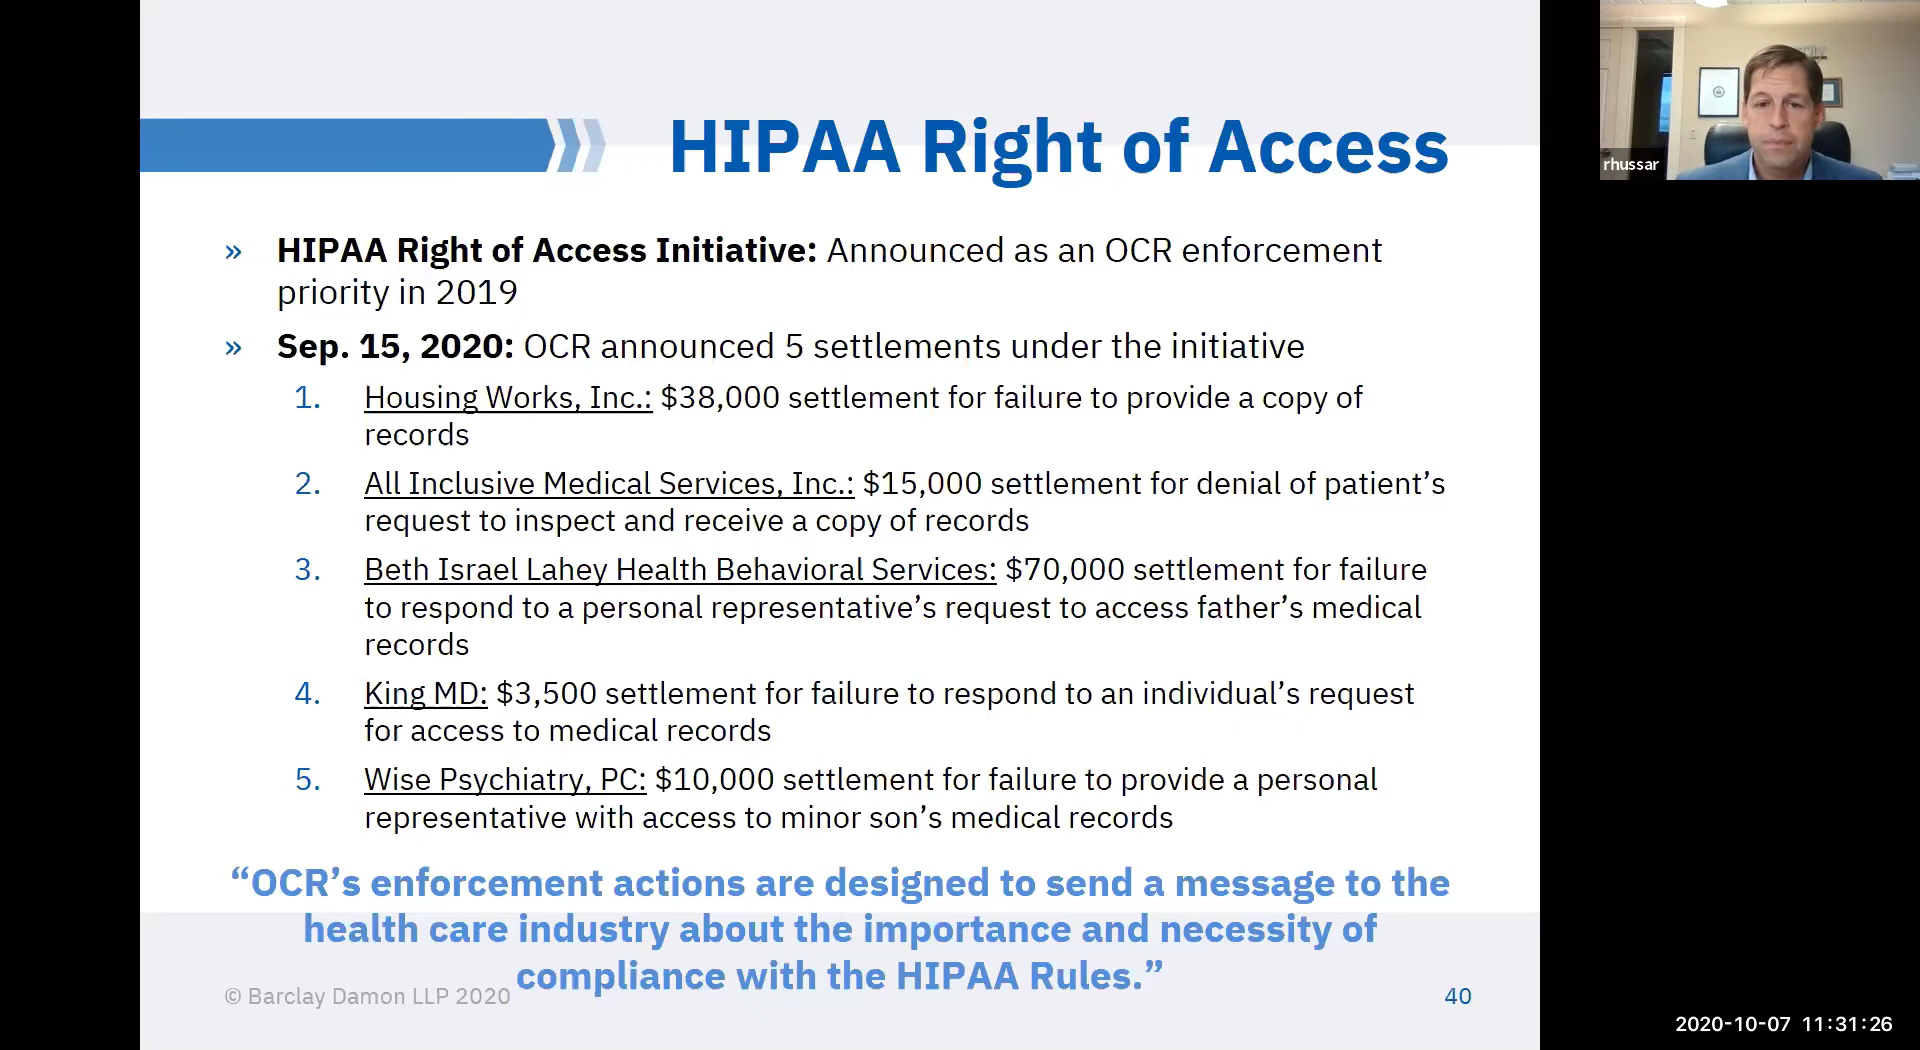 HIPAA Right of Access
rhussar
» HIPAA Right of Access Initiative: Announced as an OCR enforcement
priority in 2019
» Sep. 15, 2020: OCR announced 5 settlements under the initiative
1. Housing Works, Inc.: $38,000 settlement for failure to provide a copy of
records
2. All Inclusive Medical Services, Inc.: $15,000 settlement for denial of patient’s
request to inspect and receive a copy of records
3. Beth Israel Lahey Health Behavioral Services: $70,000 settlement for failure
to respond to a personal representative’s request to access father’s medical
records
4. King MD: $3,500 settlement for failure to respond to an individual’s request
for access to medical records
5. Wise Psychiatry, PC: $10,000 settlement for failure to provide a personal
representative with access to minor son’s medical records
“OCR’s enforcement actions are designed to send a message to the
health care industry about the importance and necessity of
compliance with the HIPAA Rules.”
© Barclay Damon LLP 2020
40
2020-10-07 11:31:26